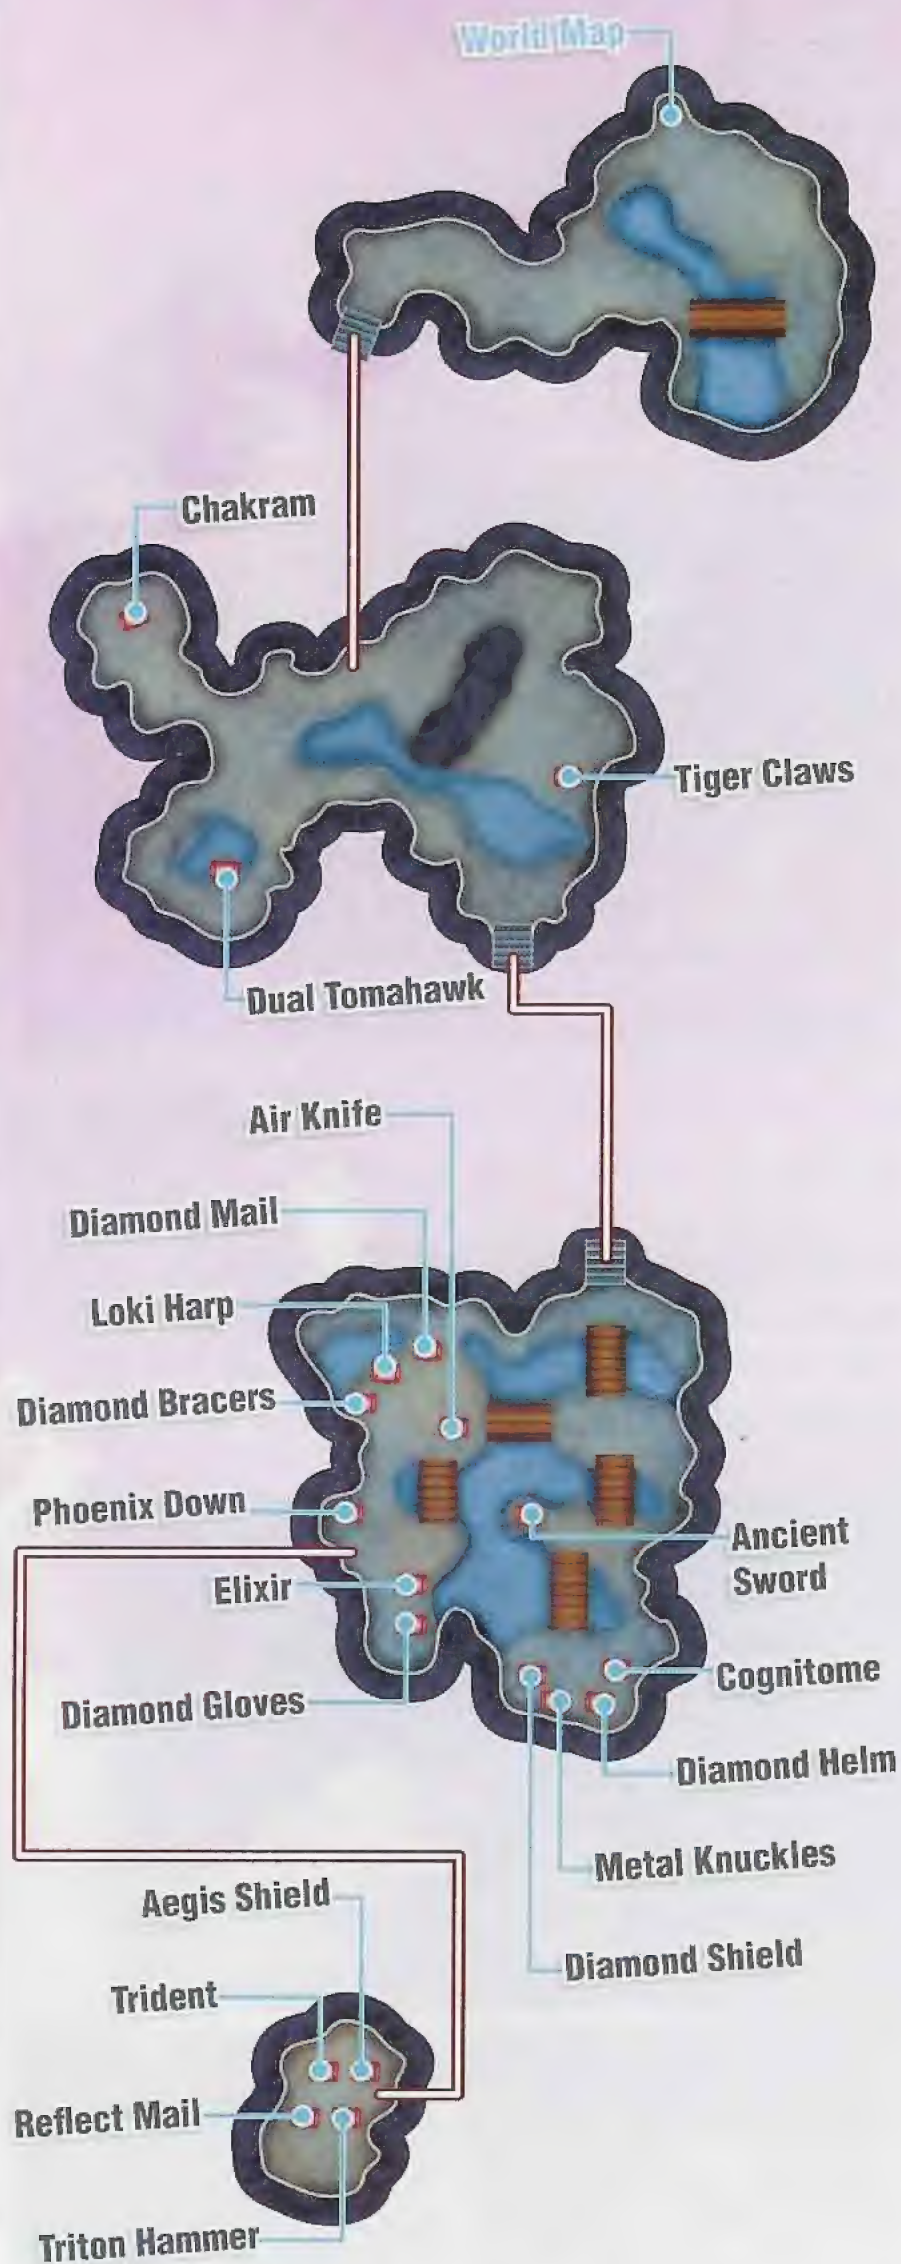 World Map
Chakram
Tiger Claws
Dual Tomahawk
Air Knife
Diamond Mail
Loki Harp
Diamond Bracers
Phoenix Down
Ancient
Sword
Elixir
Cognitome
Diamond Gloves
Diamond Helm
Metal Knuckles
Aegis Shield
Diamond Shield
Trident
Reflect Mail
Triton Hammer